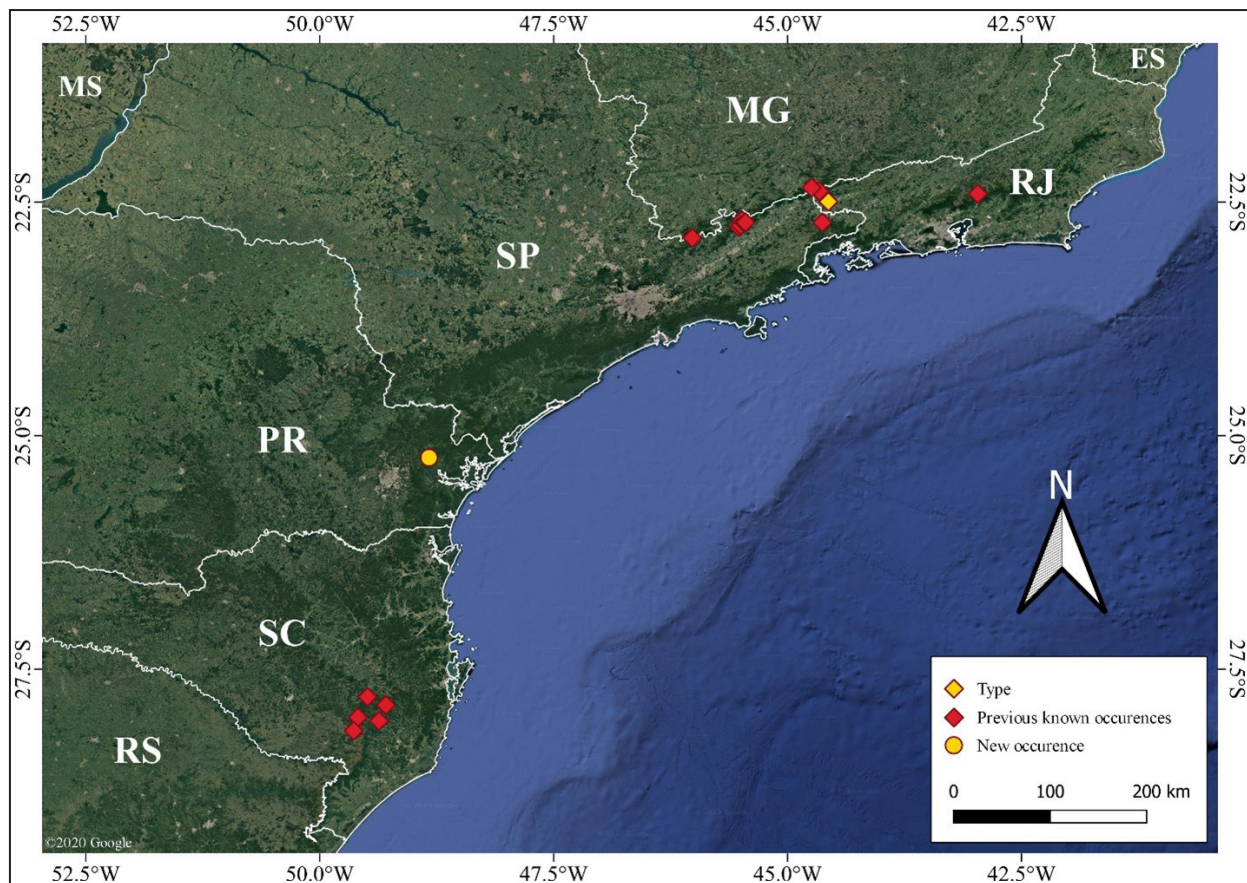 52.5°W 50.0°W 47.5°W 45.0°W 42.5°W
MS
ES
MG
22.5°S
RJ
22.5°S
SP
25.0°S
PR
25.0°S
N
27.5°S
SC
27.5°S
Type
Previous known occurences
New occurence
RS
0 100 200 km
©2020 Google
52.5°W 50.0°W 47.5°W 45.0°W 42.5°W